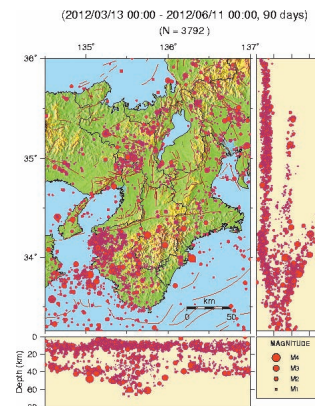 (2012/03/13 00:00 - 2012/06/11 00:00, 90 days)
(N = 3792 )
135° 136° 137°
36°
35°
34°
km
0 50
Depth (km)
0
20
40
60
80
MAGNITUDE
M4
M3
M2
M1